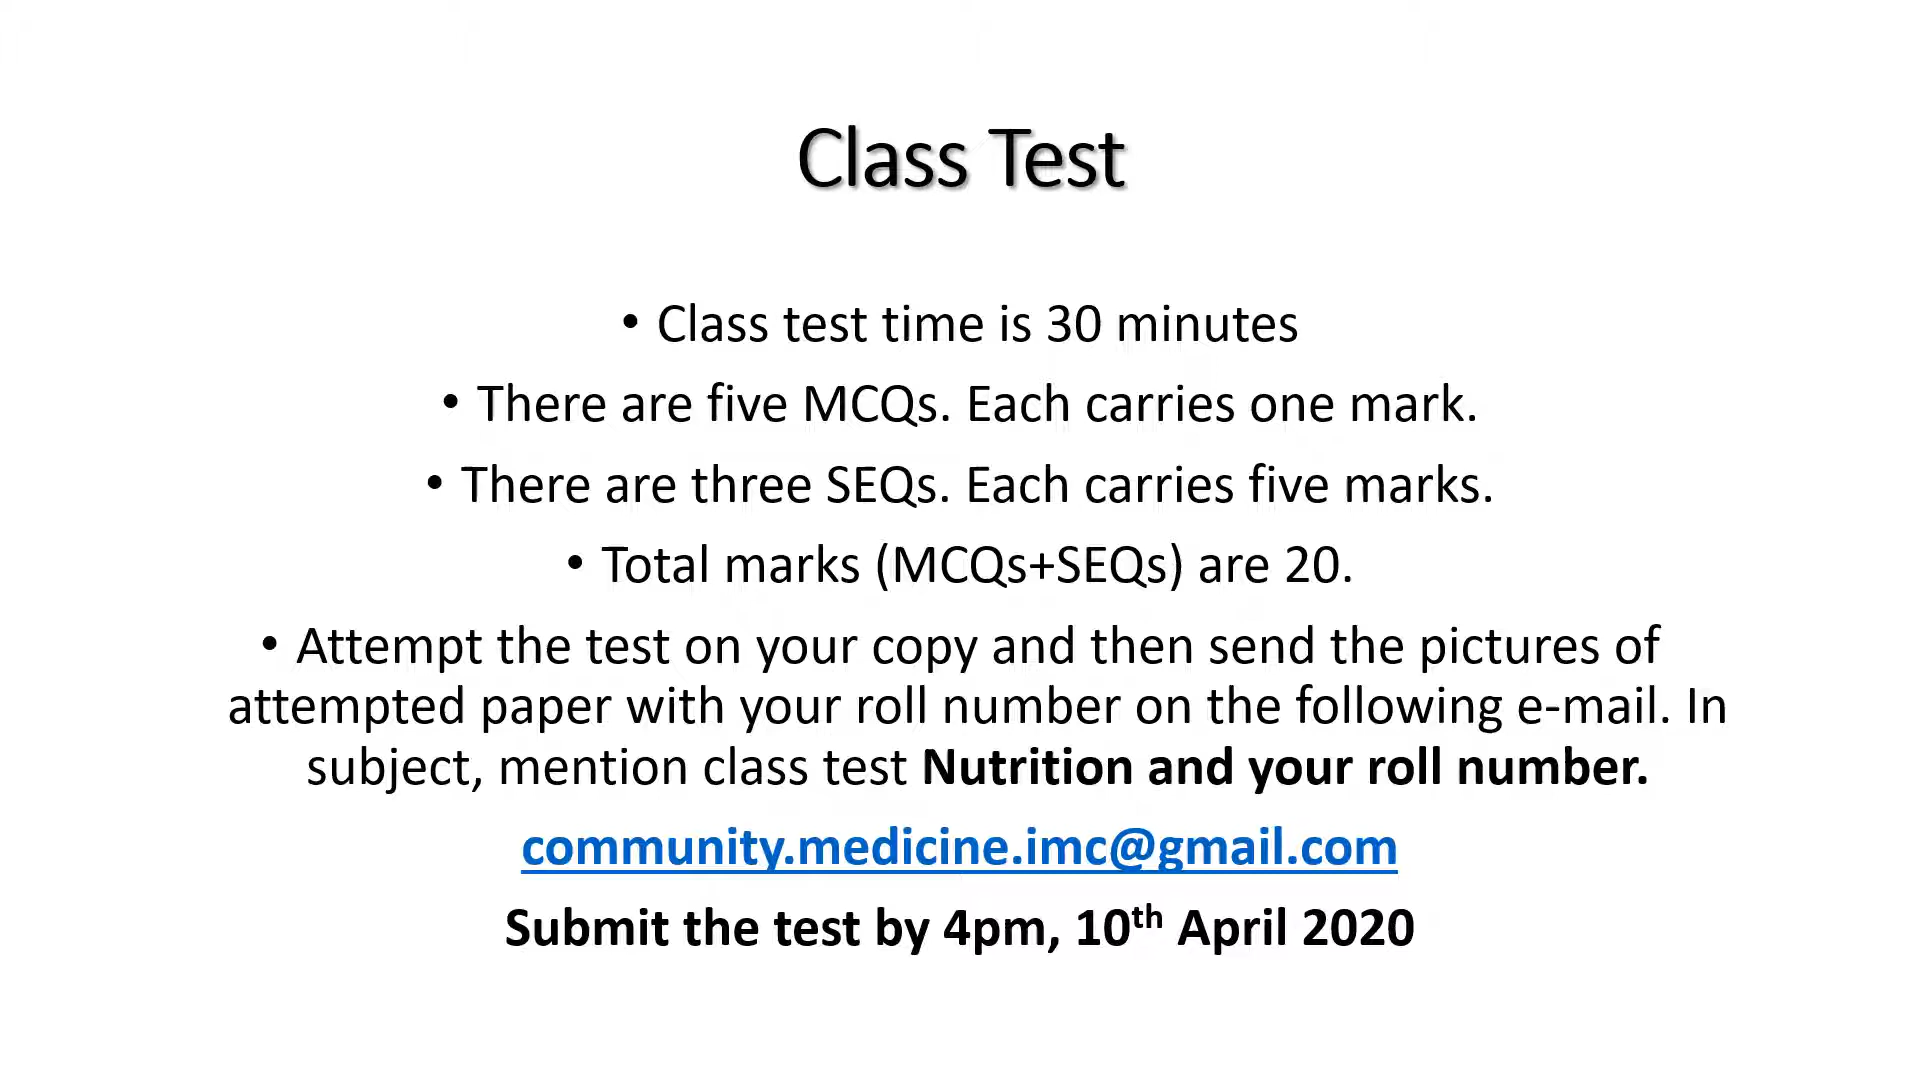 Class Test
• Class test time is 30 minutes
• There are five MCQs. Each carries one mark.
• There are three SEQs. Each carries five marks.
• Total marks (MCQs+SEQs) are 20.
• Attempt the test on your copy and then send the pictures of
attempted paper with your roll number on the following e-mail. In
subject, mention class test Nutrition and your roll number.
community.medicine.imc@gmail.com
Submit the test by 4pm, 10th April 2020